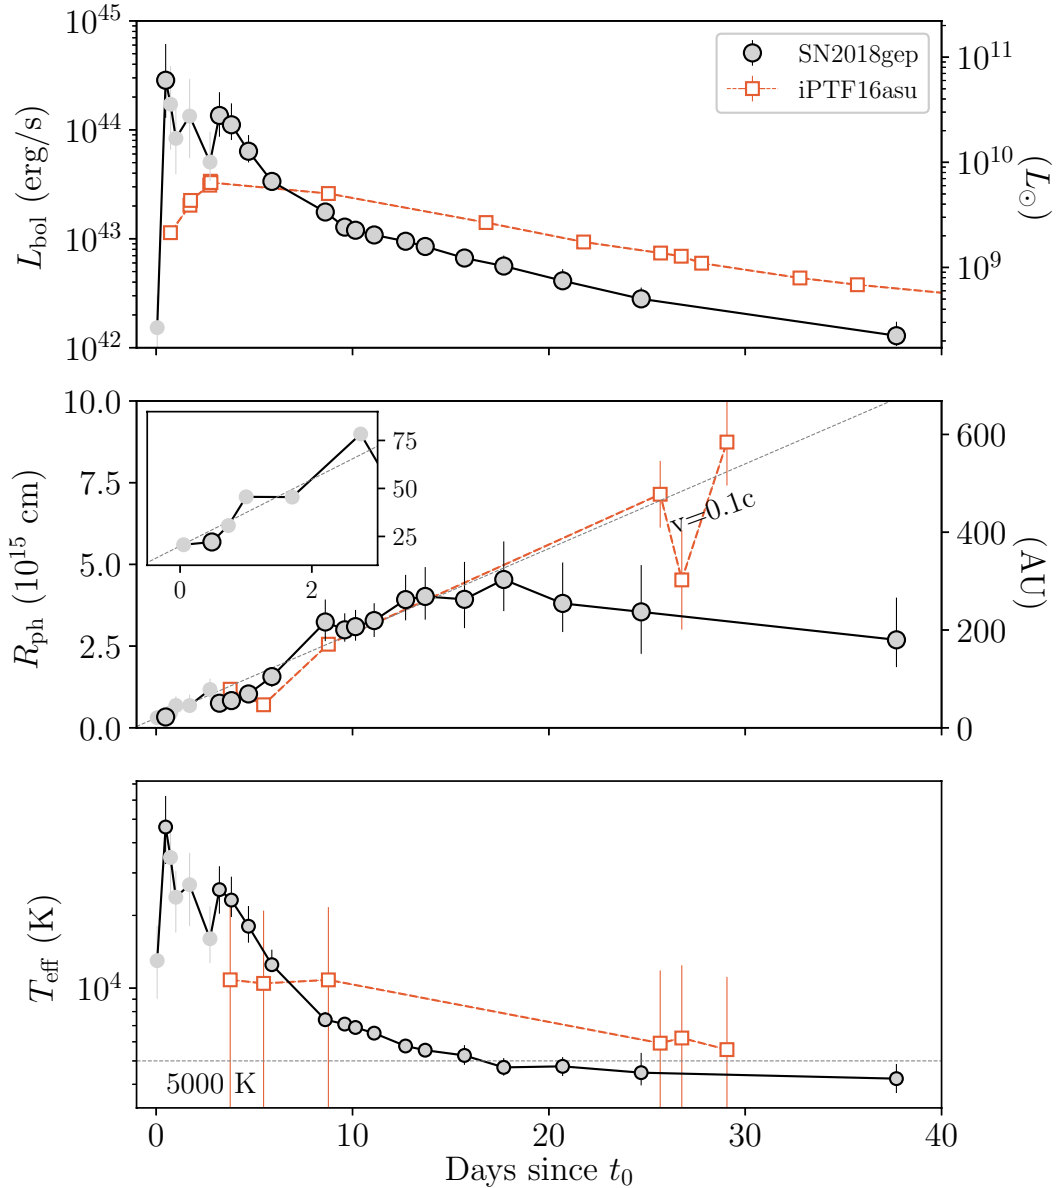 10^45
10^44
10^43
10^42
L_bol (erg/s)
SN2018gep
iPTF16asu
10^11
10^10
10^9
(L_⊙)
10.0
7.5
5.0
2.5
0.0
R_ph (10^15 cm)
75
50
25
0 2
v=0.1c
600
400
200
0
(AU)
10^4
T_eff (K)
5000 K
0 10 20 30 40
Days since t_0